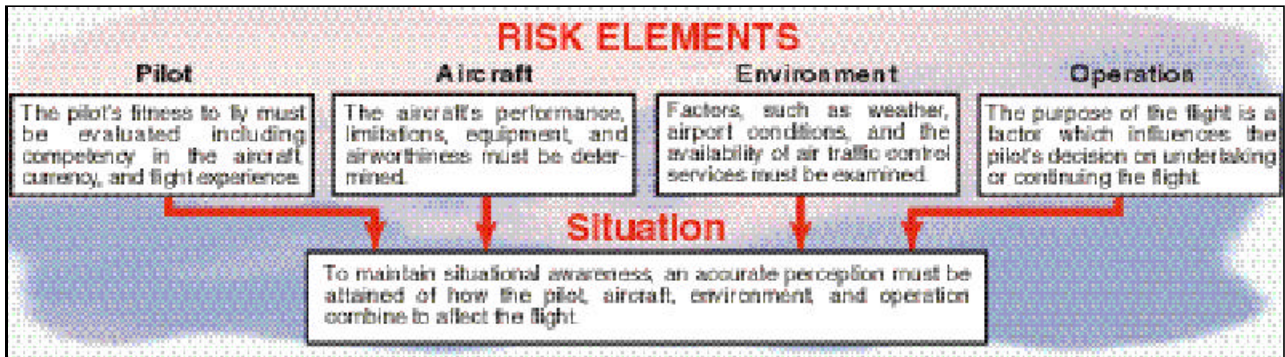 RISK ELEMENTS
Pilot
The pilot's fitness to fly must
be evaluated including
competency in the aircraft,
currency, and flight experience.
Aircraft
The aircraft's performance,
limitations, equipment, and
airworthiness must be deter-
mined.
Environment
Factors, such as weather,
airport conditions, and the
availability of air traffic control
services must be examined.
Operation
The purpose of the flight is a
factor which influences the
pilot's decision on undertaking
or continuing the flight.
Situation
To maintain situational awareness, an accurate perception must be
attained of how the pilot, aircraft, environment, and operation
combine to affect the flight.